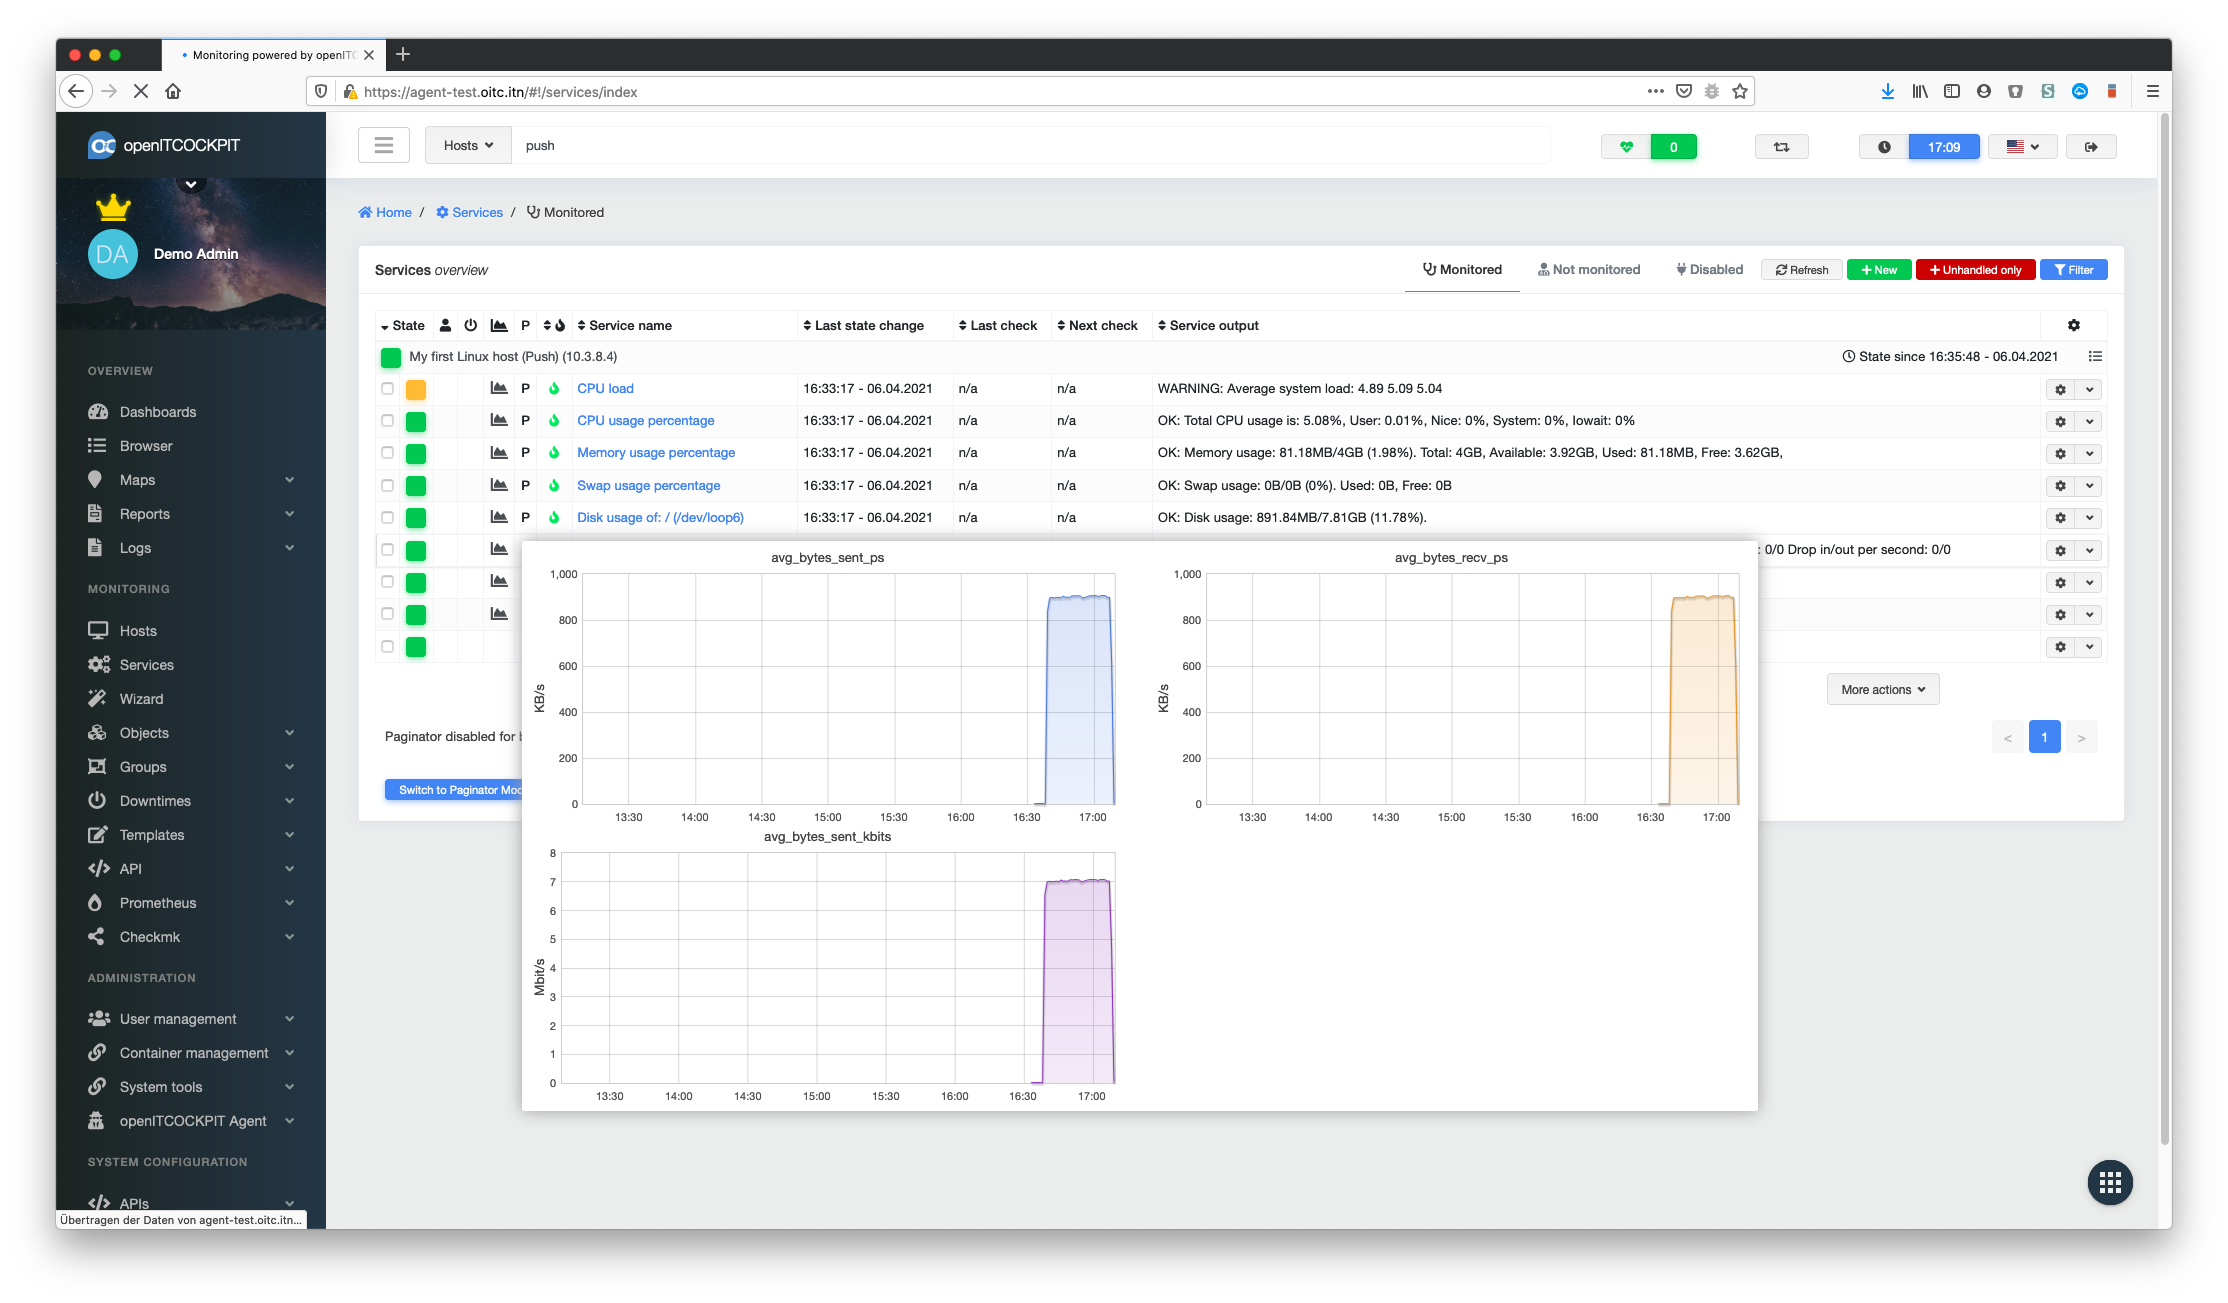 Monitoring powered by openITC
https://agent-test.oitc.itn/#!/services/index
openITCOCKPIT
Hosts
push
0
17:09
DA
Demo Admin
Home / Services / Monitored
Services overview
Monitored
Not monitored
Disabled
Refresh
New
Unhandled only
Filter
OVERVIEW
Dashboards
Browser
Maps
Reports
Logs
MONITORING
Hosts
Services
Wizard
Objects
Groups
Downtimes
Templates
API
Prometheus
Checkmk
ADMINISTRATION
User management
Container management
System tools
openITCOCKPIT Agent
SYSTEM CONFIGURATION
APIs
Übertragen der Daten von agent-test.oitc.itn...
State P Service name Last state change Last check Next check Service output
My first Linux host (Push) (10.3.8.4) State since 16:35:48 - 06.04.2021
P CPU load 16:33:17 - 06.04.2021 n/a n/a WARNING: Average system load: 4.89 5.09 5.04
P CPU usage percentage 16:33:17 - 06.04.2021 n/a n/a OK: Total CPU usage is: 5.08%, User: 0.01%, Nice: 0%, System: 0%, Iowait: 0%
P Memory usage percentage 16:33:17 - 06.04.2021 n/a n/a OK: Memory usage: 81.18MB/4GB (1.98%). Total: 4GB, Available: 3.92GB, Used: 81.18MB, Free: 3.62GB,
P Swap usage percentage 16:33:17 - 06.04.2021 n/a n/a OK: Swap usage: 0B/0B (0%). Used: 0B, Free: 0B
P Disk usage of: / (/dev/loop6) 16:33:17 - 06.04.2021 n/a n/a OK: Disk usage: 891.84MB/7.81GB (11.78%).
: 0/0 Drop in/out per second: 0/0
More actions
< 1 >
Paginator disabled for
Switch to Paginator Mod
avg_bytes_sent_ps
1,000
800
600
400
200
0
KB/s
13:30 14:00 14:30 15:00 15:30 16:00 16:30 17:00
avg_bytes_recv_ps
1,000
800
600
400
200
0
KB/s
13:30 14:00 14:30 15:00 15:30 16:00 16:30 17:00
avg_bytes_sent_kbits
8
7
6
5
4
3
2
1
0
Mbit/s
13:30 14:00 14:30 15:00 15:30 16:00 16:30 17:00